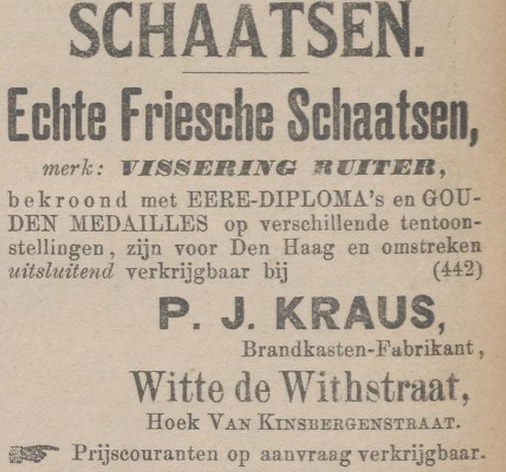 SCHAATSEN.
Echte Friesche Schaatsen,
merk: VISSERING RUITER,
bekroond met EERE-DIPLOMA's en GOU-
DEN MEDAILLES op verschillende tentoon-
stellingen, zijn voor Den Haag en omstreken
uitsluitend verkrijgbaar bij (442)
P. J. KRAUS,
Brandkasten-Fabrikant,
Witte de Withstraat,
Hoek VAN KINSBERGENSTRAAT.
☞ Prijscouranten op aanvraag verkrijgbaar.